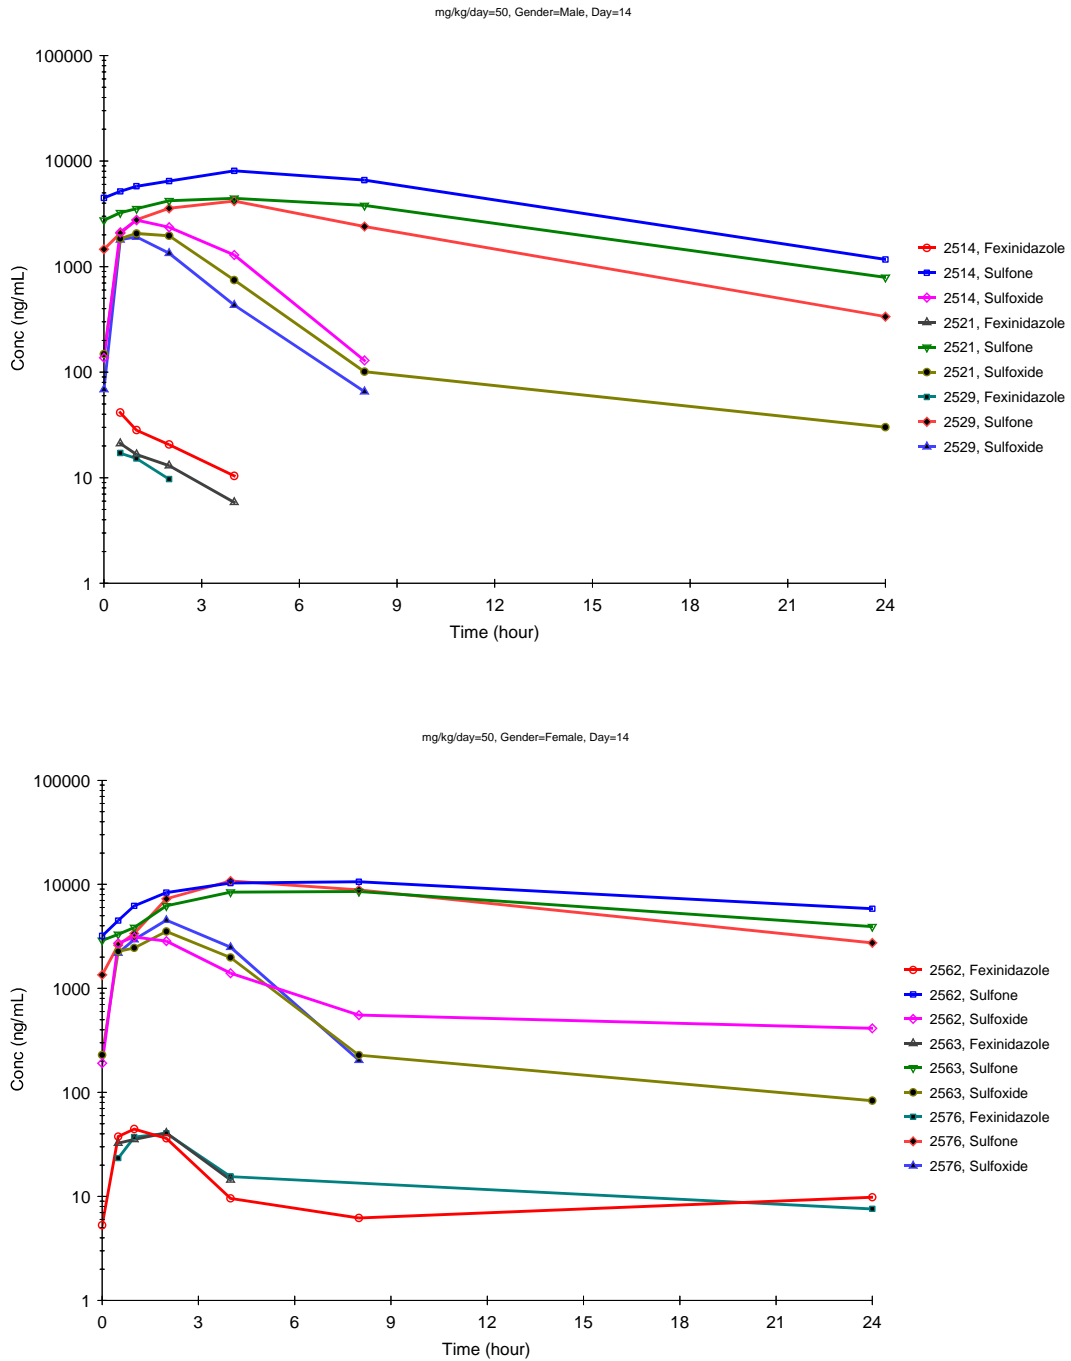 mg/kg/day=50, Gender=Male, Day=14
100000
10000
1000
100
10
1
Conc (ng/mL)
0 3 6 9 12 15 18 21 24
Time (hour)
2514, Fexinidazole
2514, Sulfone
2514, Sulfoxide
2521, Fexinidazole
2521, Sulfone
2521, Sulfoxide
2529, Fexinidazole
2529, Sulfone
2529, Sulfoxide
mg/kg/day=50, Gender=Female, Day=14
100000
10000
1000
100
10
1
Conc (ng/mL)
0 3 6 9 12 15 18 21 24
Time (hour)
2562, Fexinidazole
2562, Sulfone
2562, Sulfoxide
2563, Fexinidazole
2563, Sulfone
2563, Sulfoxide
2576, Fexinidazole
2576, Sulfone
2576, Sulfoxide